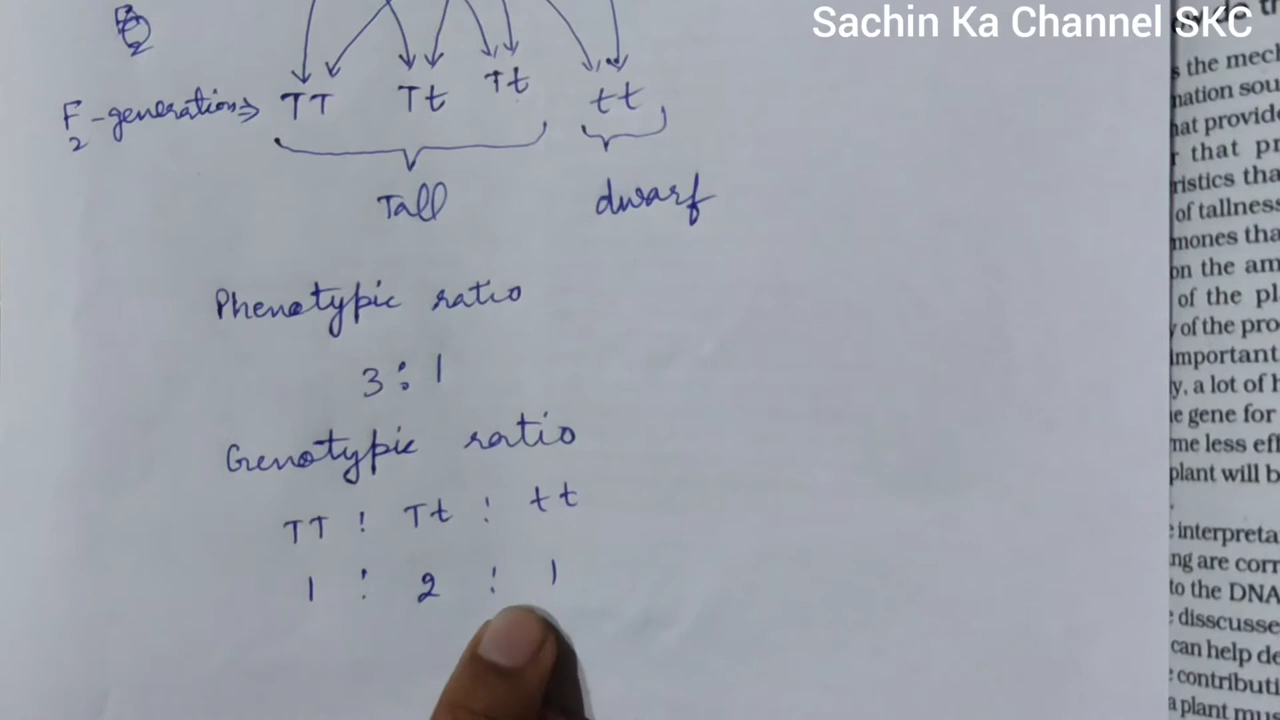 Sachin Ka Channel SKC
F2-generation⇒ TT Tt Tt tt
Tall dwarf
Phenotypic ratio
3:1
Genotypic ratio
TT : Tt : tt
1 : 2 : 1
s the mech
nation sou
hat provide
that pr
ristics tha
of tallness
mones tha
on the am
of the pl
of the pro
important
y, a lot of h
e gene for
me less eff
plant will b
interpreta
ng are corr
to the DNA
disscusse
can help de
contributi
a plant mus